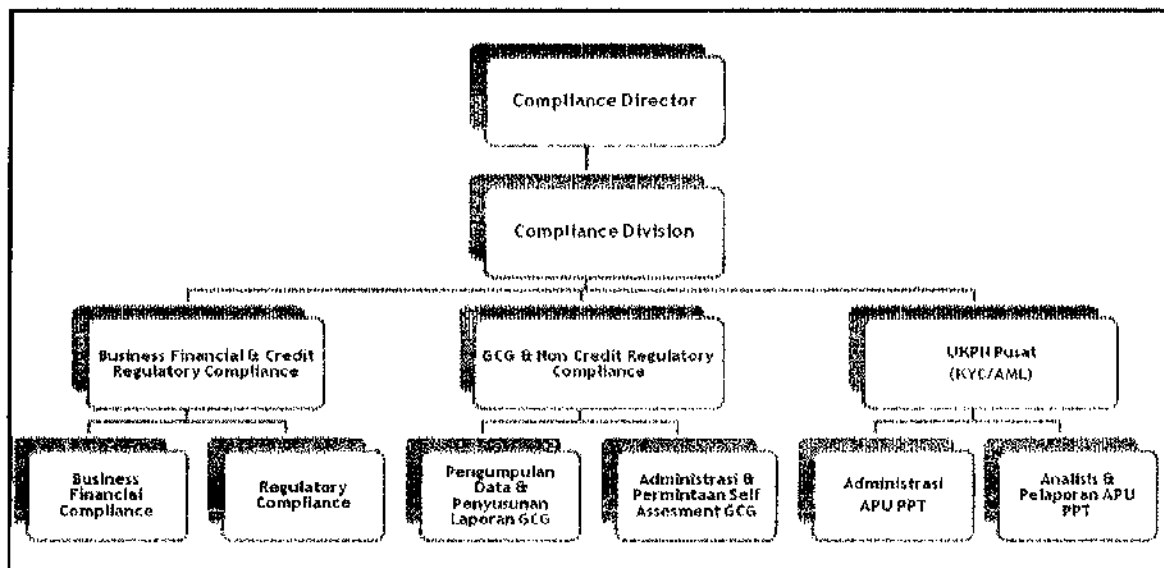 Compliance Director
Compliance Division
Business Financial & Credit
Regulatory Compliance
GCG & Non Credit Regulatory
Compliance
UKPN Pusat
(KYC/AML)
Business
Financial
Compliance
Regulatory
Compliance
Pengumpulan
Data &
Penyusunan
Laporan GCG
Administrasi &
Permintaan Self
Assesment GCG
Administrasi
APU PPT
Analisis &
Pelaporan APU
PPT